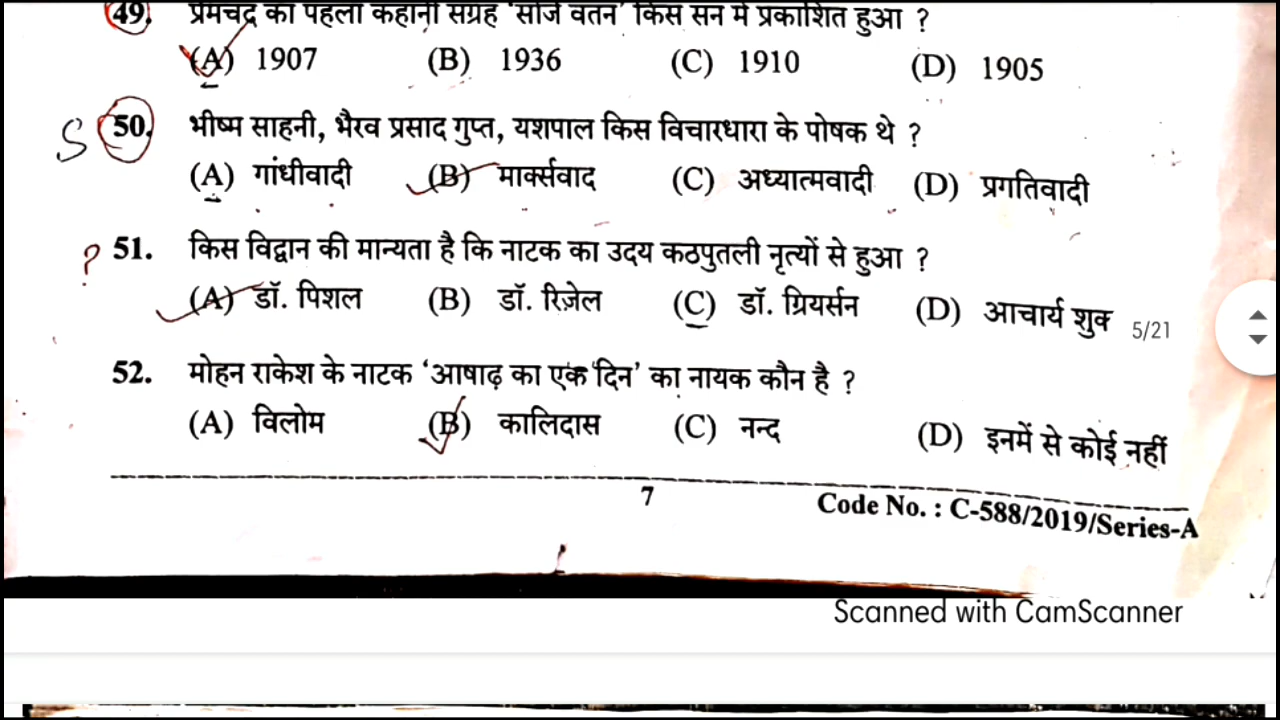 49. प्रेमचंद का पहला कहानी संग्रह 'सोजे वतन' किस सन में प्रकाशित हुआ ?
(A) 1907 (B) 1936 (C) 1910 (D) 1905
S 50. भीष्म साहनी, भैरव प्रसाद गुप्त, यशपाल किस विचारधारा के पोषक थे ?
(A) गांधीवादी (B) मार्क्सवाद (C) अध्यात्मवादी (D) प्रगतिवादी
? 51. किस विद्वान की मान्यता है कि नाटक का उदय कठपुतली नृत्यों से हुआ ?
(A) डॉ. पिशल (B) डॉ. रिज़ेल (C) डॉ. ग्रियर्सन (D) आचार्य शुक्
5/21
52. मोहन राकेश के नाटक 'आषाढ़ का एक दिन' का नायक कौन है ?
(A) विलोम (B) कालिदास (C) नन्द (D) इनमें से कोई नहीं
7
Code No. : C-588/2019/Series-A
Scanned with CamScanner